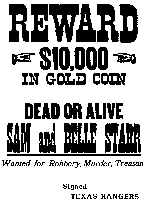 REWARD
$10,000
IN GOLD COIN
DEAD OR ALIVE
SAM and BELLE STARR
Wanted for Robbery, Murder, Treason
Signed
TEXAS RANGERS